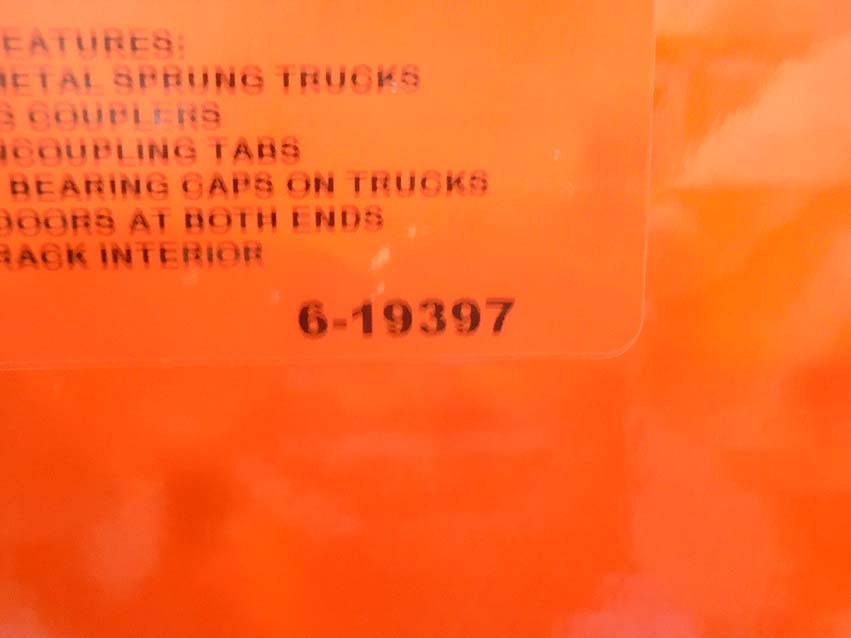 EATURES:
METAL SPRUNG TRUCKS
G COUPLERS
NCOUPLING TABS
BEARING CAPS ON TRUCKS
DOORS AT BOTH ENDS
RACK INTERIOR
6-19397